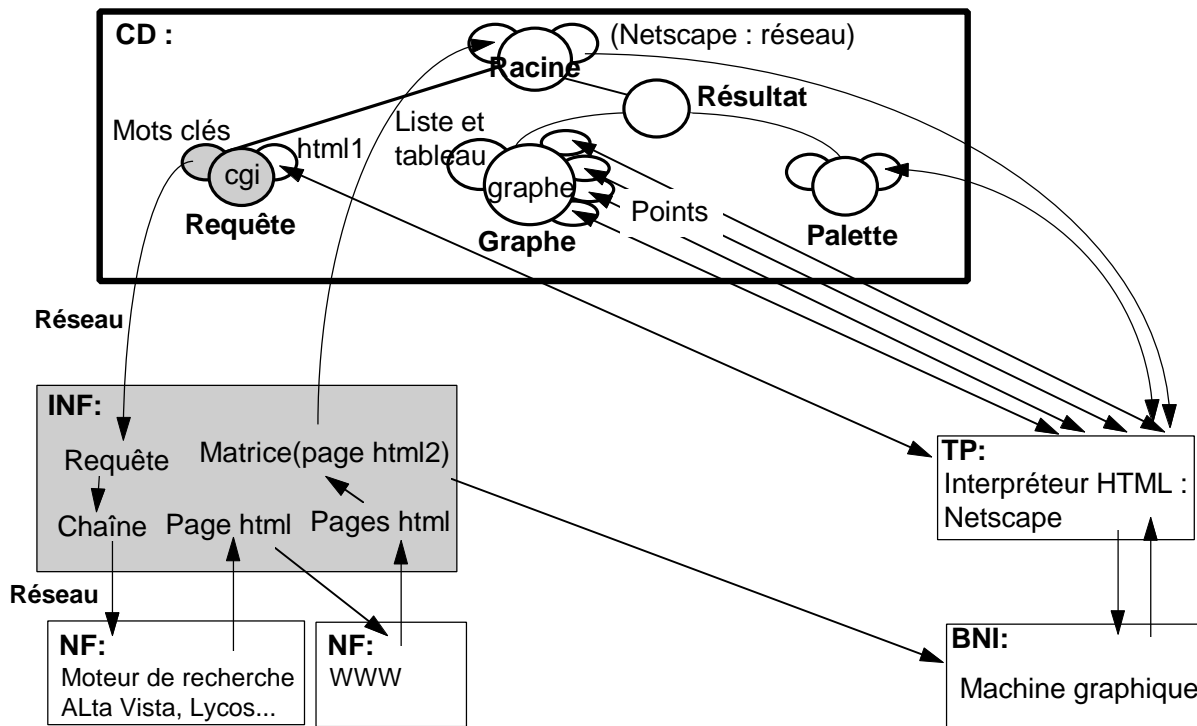 CD :
(Netscape : réseau)
Racine
Résultat
Mots clés
html1
cgi
Requête
Liste et
tableau
graphe
Graphe
Points
Palette
Réseau
INF:
Requête
Matrice(page html2)
Chaîne
Page html
Pages html
TP:
Interpréteur HTML :
Netscape
Réseau
NF:
Moteur de recherche
ALta Vista, Lycos...
NF:
WWW
BNI:
Machine graphique